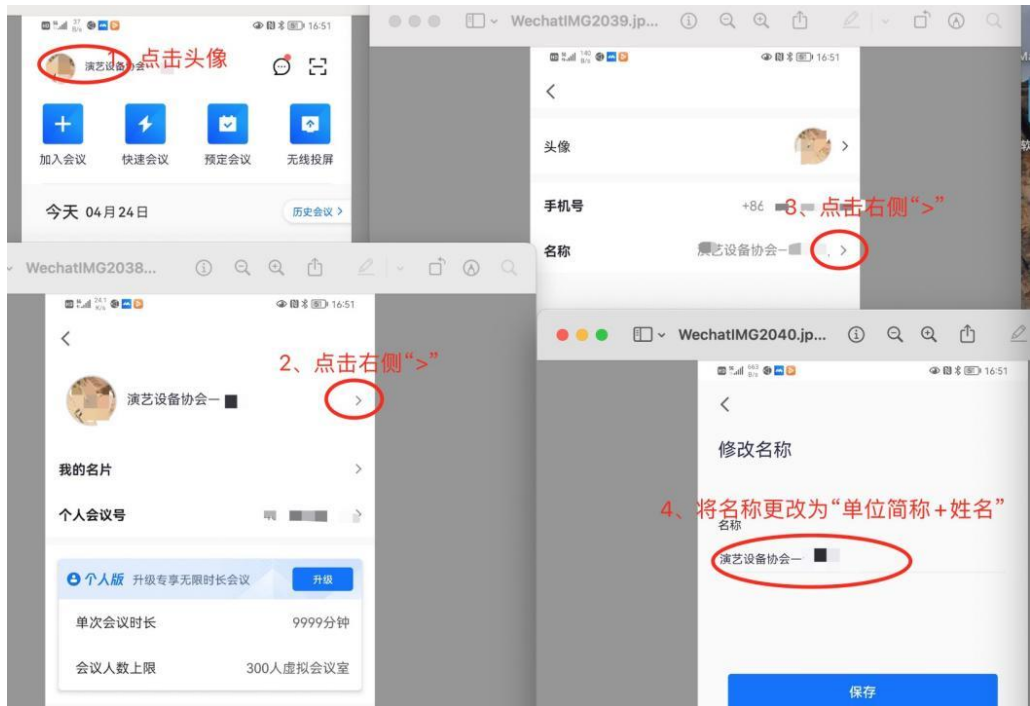 16:51
1、点击头像
演艺设备协会
加入会议
快速会议
预定会议
无线投屏
今天 04月24日
历史会议 >
WechatIMG2039.jp...
140 B/s
16:51
头像
手机号
+86
3、点击右侧“>”
名称
演艺设备协会一
WechatIMG2038...
16:51
2、点击右侧“>”
演艺设备协会一
我的名片
个人会议号
个人版 升级专享无限时长会议
升级
单次会议时长
9999分钟
会议人数上限
300人虚拟会议室
WechatIMG2040.jp...
16:51
修改名称
4、将名称更改为“单位简称+姓名”
名称
演艺设备协会一
保存